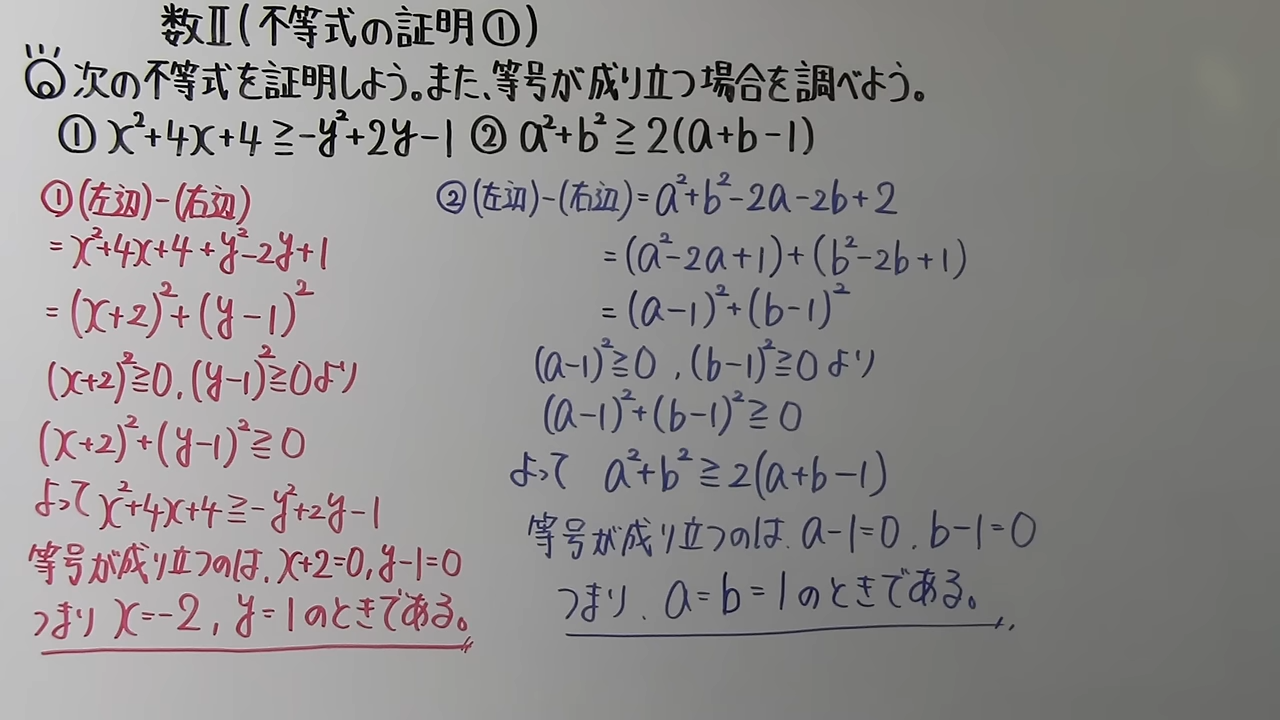 数Ⅱ(不等式の証明①)
◎次の不等式を証明しよう。また、等号が成り立つ場合を調べよう。
① x²+4x+4≧-y²+2y-1 ② a²+b²≧2(a+b-1)
①(左辺)-(右辺)
=x²+4x+4+y²-2y+1
=(x+2)²+(y-1)²
(x+2)²≧0,(y-1)²≧0より
(x+2)²+(y-1)²≧0
よってx²+4x+4≧-y²+2y-1
等号が成り立つのは、x+2=0,y-1=0
つまりx=-2, y=1のときである。
②(左辺)-(右辺)=a²+b²-2a-2b+2
=(a²-2a+1)+(b²-2b+1)
=(a-1)²+(b-1)²
(a-1)²≧0,(b-1)²≧0より
(a-1)²+(b-1)²≧0
よって a²+b²≧2(a+b-1)
等号が成り立つのは、a-1=0,b-1=0
つまり、a=b=1のときである。